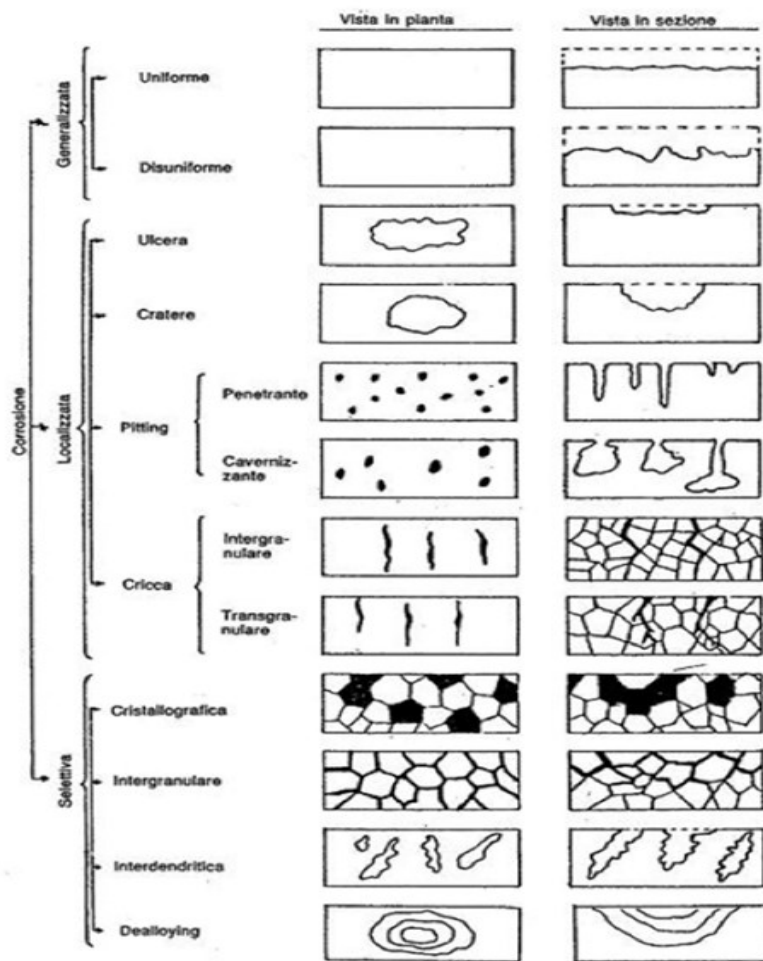 Vista in pianta
Vista in sezione
Corrosione
Generalizzata
Uniforme
Disuniforme
Localizzata
Ulcera
Cratere
Pitting
Penetrante
Caverniz-
zante
Cricca
Intergra-
nulare
Transgra-
nulare
Selettiva
Cristallografica
Intergranulare
Interdendritica
Dealloying